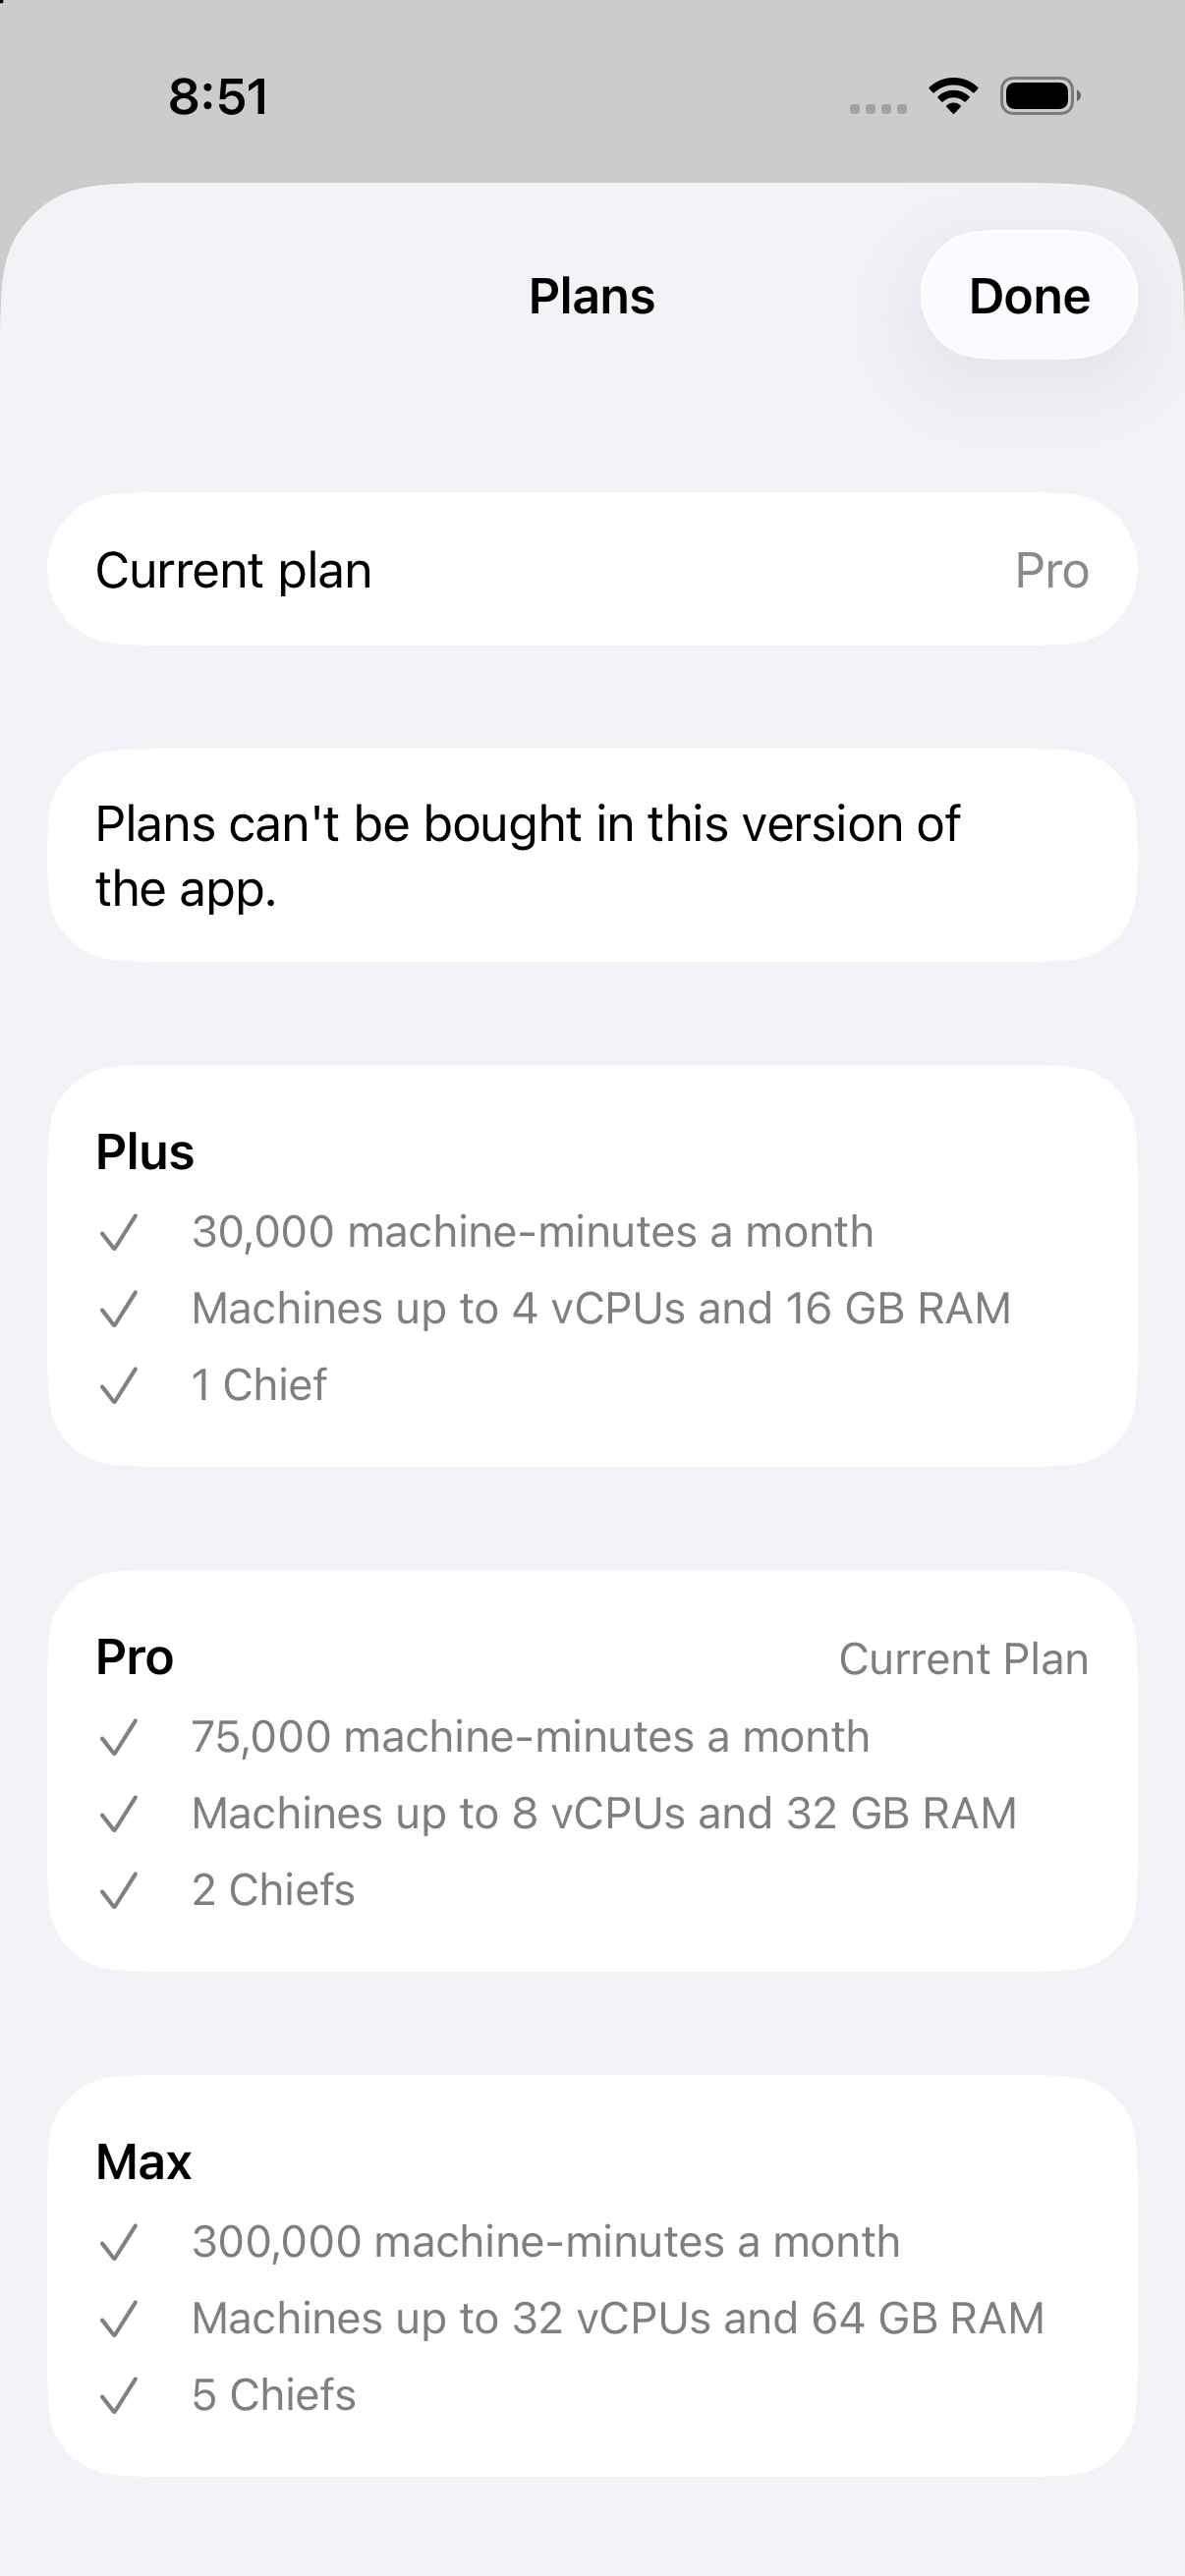 8:51
Plans
Done
Current plan
Pro
Plans can't be bought in this version of
the app.
Plus
30,000 machine-minutes a month
Machines up to 4 vCPUs and 16 GB RAM
1 Chief
Pro
Current Plan
75,000 machine-minutes a month
Machines up to 8 vCPUs and 32 GB RAM
2 Chiefs
Max
300,000 machine-minutes a month
Machines up to 32 vCPUs and 64 GB RAM
5 Chiefs